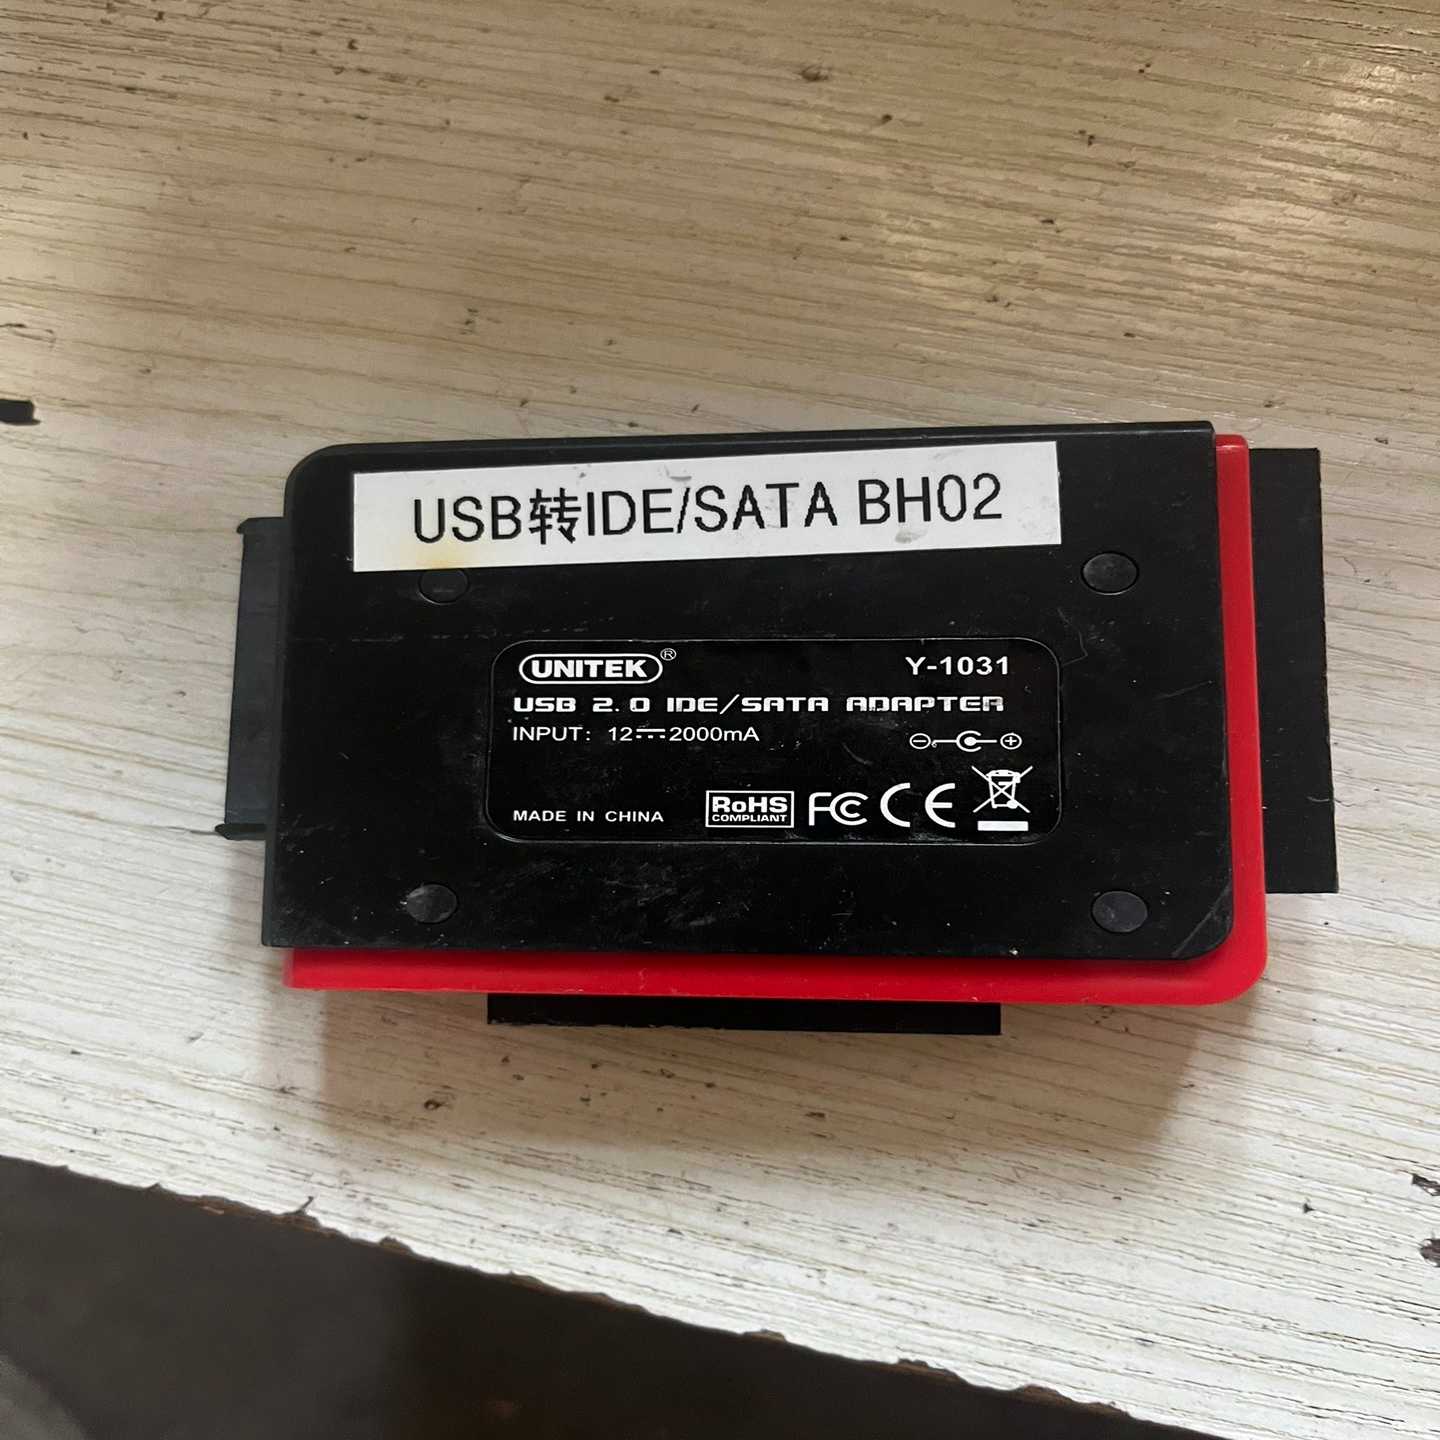 USB转IDE/SATA BH02
UNITEK® Y-1031
USB 2.0 IDE/SATA ADAPTER
INPUT: 12⎓2000mA
MADE IN CHINA
RoHS
COMPLIANT
FC CE